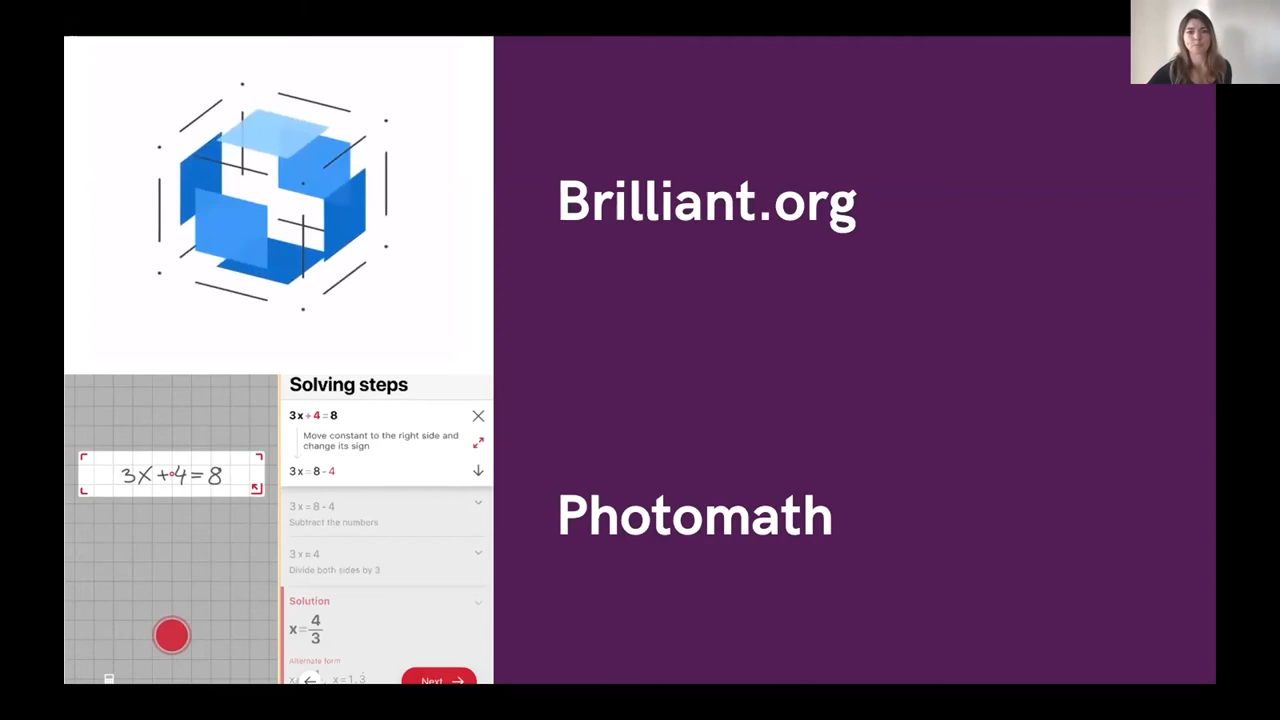 Brilliant.org
Solving steps
3x+4=8
Move constant to the right side and
change its sign
3x=8-4
3x+4=8
3x=8-4
Subtract the numbers
3x=4
Divide both sides by 3
Solution
x=4/3
Alternate form
x=1.3
Next
Photomath